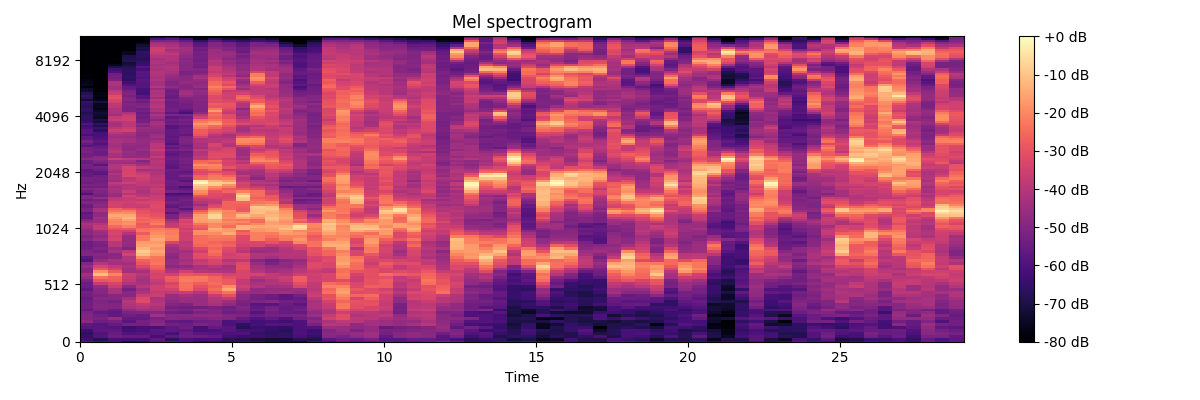 Mel spectrogram
Hz
8192
4096
2048
1024
512
0
0 5 10 15 20 25
Time
+0 dB
-10 dB
-20 dB
-30 dB
-40 dB
-50 dB
-60 dB
-70 dB
-80 dB